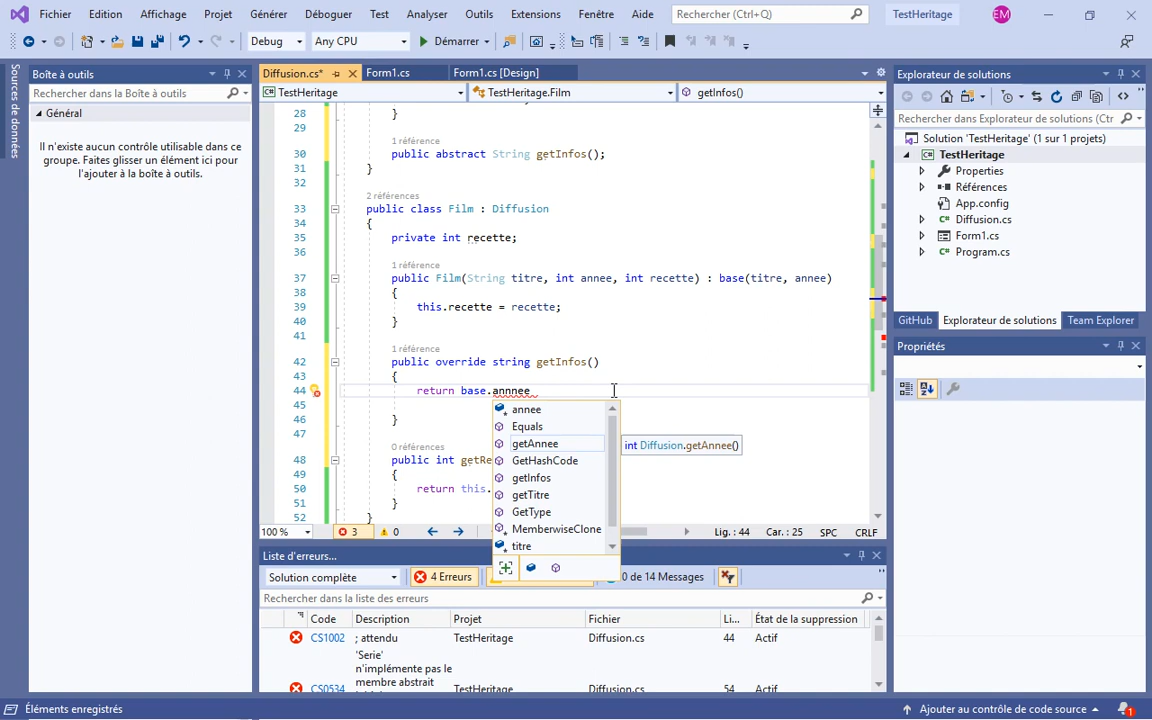 Fichier Edition Affichage Projet Générer Déboguer Test Analyser Outils Extensions Fenêtre Aide Rechercher (Ctrl+Q) TestHeritage EM
Debug Any CPU Démarrer
Sources de données
Boîte à outils
Rechercher dans la Boîte à outils
Général
Il n'existe aucun contrôle utilisable dans ce
groupe. Faites glisser un élément ici pour
l'ajouter à la boîte à outils.
Diffusion.cs* Form1.cs Form1.cs [Design]
TestHeritage TestHeritage.Film getInfos()
28 }
29
1 référence
30 public abstract String getInfos();
31 }
32
2 références
33 public class Film : Diffusion
34 {
35 private int recette;
36
1 référence
37 public Film(String titre, int annee, int recette) : base(titre, annee)
38 {
39 this.recette = recette;
40 }
41
1 référence
42 public override string getInfos()
43 {
44 return base.annnee
45
46 }
47
0 références
48 public int getRe
49 {
50 return this.
51 }
52 }
annee
Equals
getAnnee
int Diffusion.getAnnee()
GetHashCode
getInfos
getTitre
GetType
MemberwiseClone
titre
100 % 3 0 Lig. : 44 Car. : 25 SPC CRLF
Liste d'erreurs...
Solution complète 4 Erreurs 0 de 14 Messages
Rechercher dans la liste des erreurs
Code Description Projet Fichier Li... État de la suppression
CS1002 ; attendu TestHeritage Diffusion.cs 44 Actif
'Serie'
n'implémente pas le
membre abstrait
CS0534 TestHeritage Diffusion.cs 54 Actif
Explorateur de solutions
Rechercher dans l'Explorateur de solutions (Ctr
Solution 'TestHeritage' (1 sur 1 projets)
TestHeritage
Properties
Références
App.config
Diffusion.cs
Form1.cs
Program.cs
GitHub Explorateur de solutions Team Explorer
Propriétés
Éléments enregistrés Ajouter au contrôle de code source 1